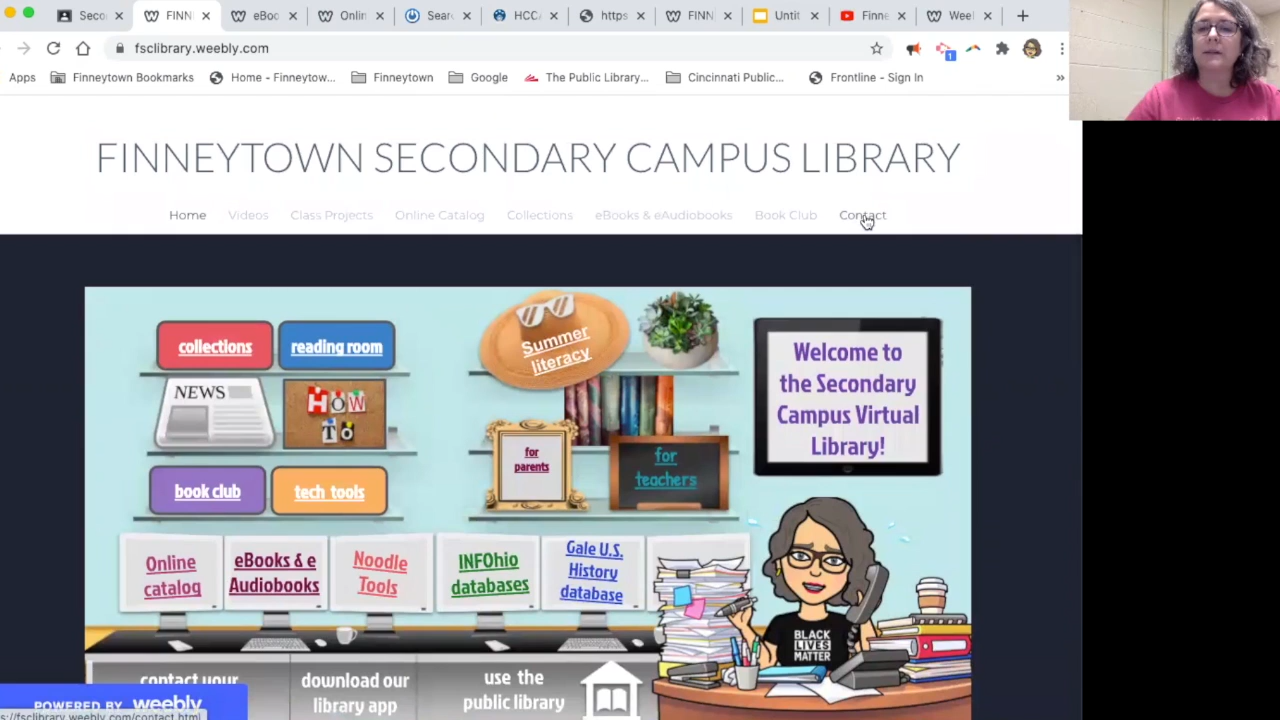 Seco
FINN
eBoo
Onlin
Sear
HCC
https
FINN
Untit
Finne
Weel
fsclibrary.weebly.com
1
Apps
Finneytown Bookmarks
Home - Finneytow...
Finneytown
Google
The Public Library...
Cincinnati Public...
Frontline - Sign In
»
FINNEYTOWN SECONDARY CAMPUS LIBRARY
Home Videos Class Projects Online Catalog Collections eBooks & eAudiobooks Book Club Contact
collections
reading room
Summer
literacy
Welcome to
the Secondary
Campus Virtual
Library!
NEWS
HOW
To
for
parents
for
teachers
book club
tech tools
Online
catalog
eBooks & e
Audiobooks
Noodle
Tools
INFOhio
databases
Gale U.S.
History
database
BLACK
LIVES
MATTER
contact your
download our
library app
use the
public library
POWERED BY weebly
s://fsclibrary.weebly.com/contact.html